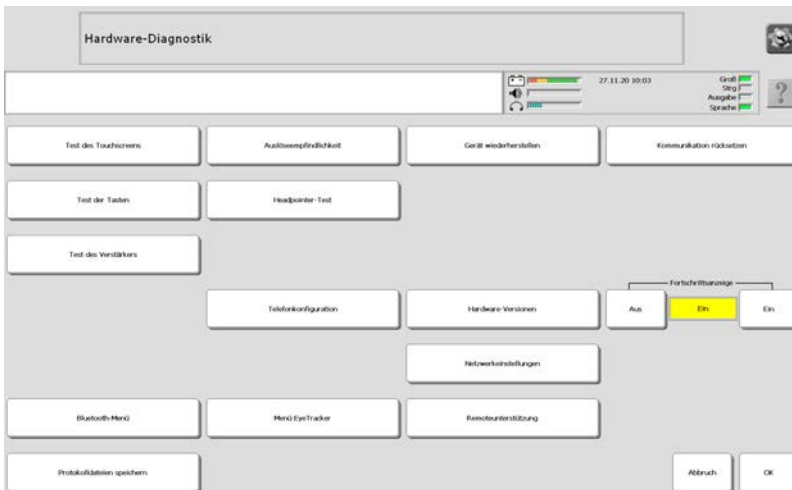 Hardware-Diagnostik
27.11.20 10:03
Groß
Strg
Ausgabe
Sprache
?
Test des Touchscreens
Auslöseempfindlichkeit
Gerät wiederherstellen
Kommunikation rücksetzen
Test der Tasten
Headpointer-Test
Test des Verstärkers
Fortschrittsanzeige
Telefonkonfiguration
Hardware-Versionen
Aus
Ein
Ein
Netzwerkeinstellungen
Bluetooth-Menü
Menü EyeTracker
Remoteunterstützung
Protokolldateien speichern
Abbruch
OK